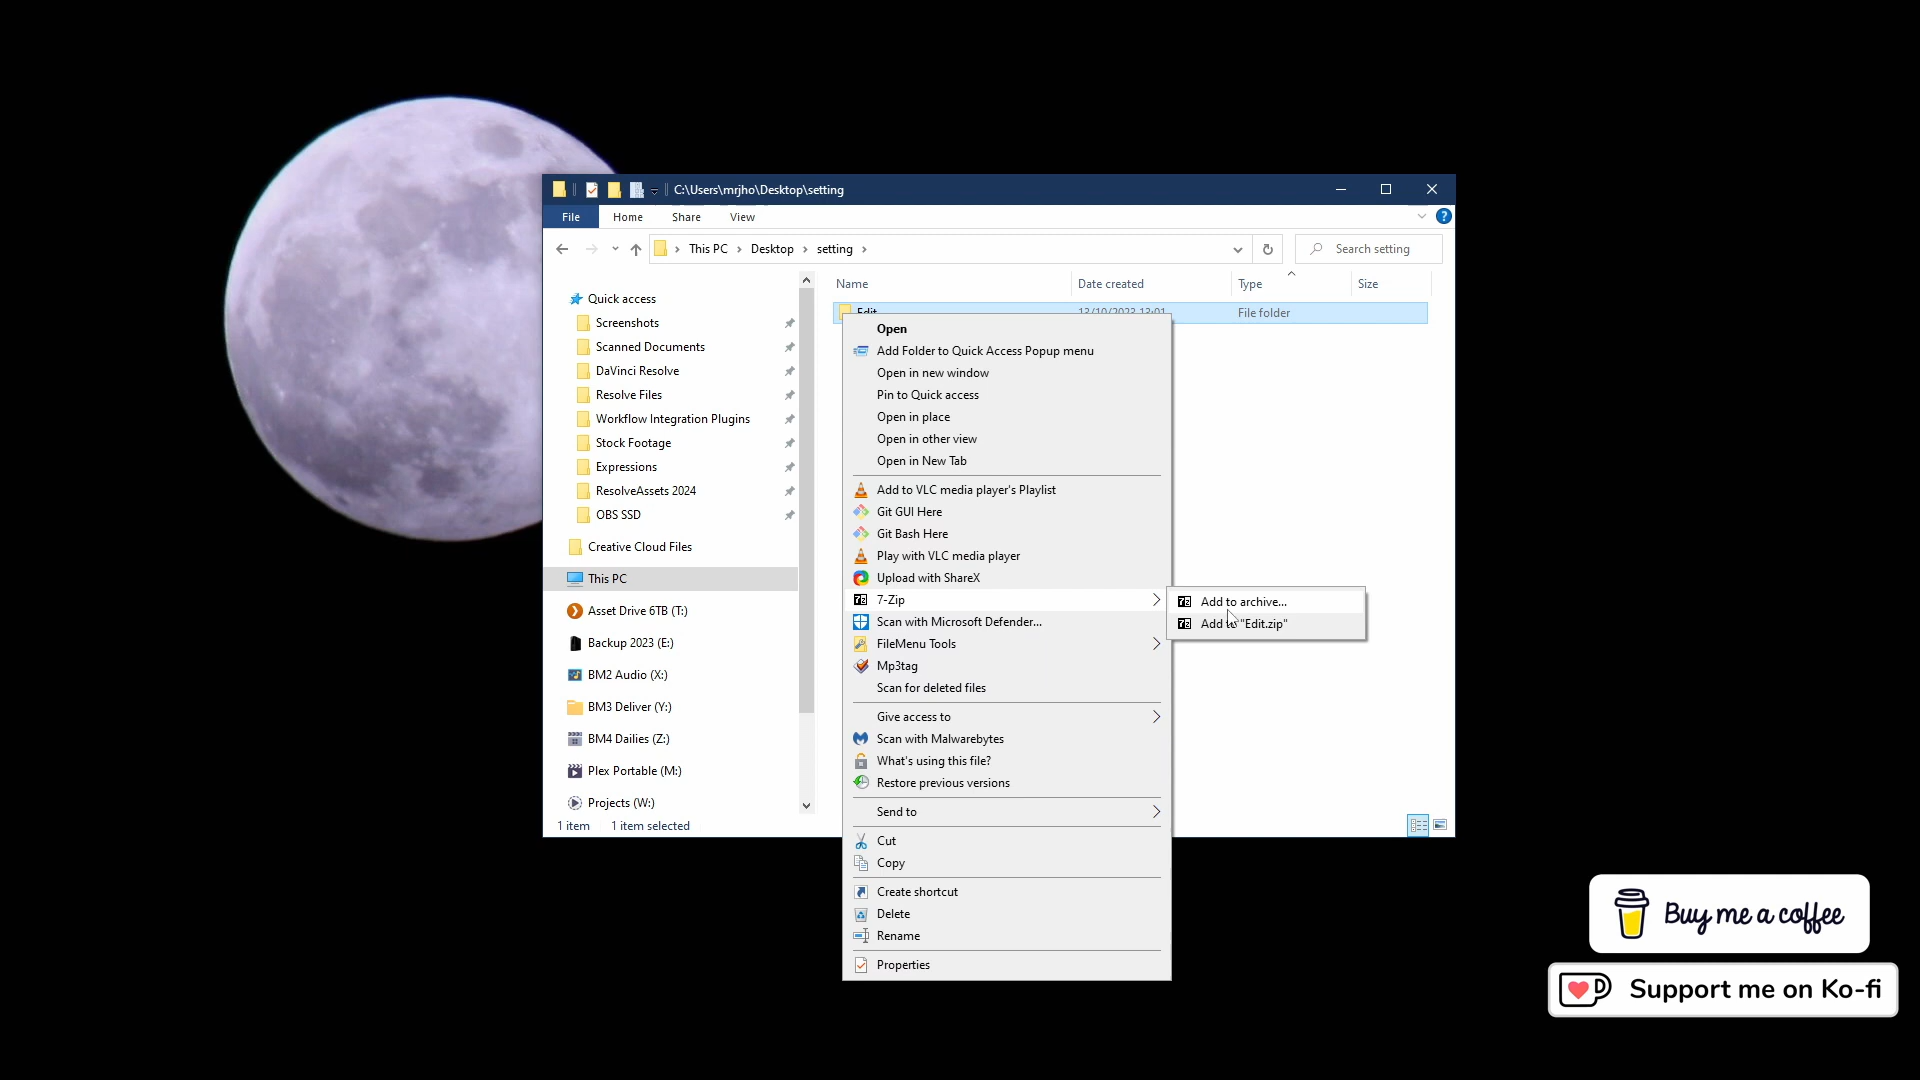 C:\Users\mrjho\Desktop\setting
File Home Share View
This PC Desktop setting
Search setting
Name Date created Type Size
Edit 13/10/2023 13:01 File folder
Quick access
Screenshots
Scanned Documents
DaVinci Resolve
Resolve Files
Workflow Integration Plugins
Stock Footage
Expressions
ResolveAssets 2024
OBS SSD
Creative Cloud Files
This PC
Asset Drive 6TB (T:)
Backup 2023 (E:)
BM2 Audio (X:)
BM3 Deliver (Y:)
BM4 Dailies (Z:)
Plex Portable (M:)
Projects (W:)
1 item 1 item selected
Open
Add Folder to Quick Access Popup menu
Open in new window
Pin to Quick access
Open in place
Open in other view
Open in New Tab
Add to VLC media player's Playlist
Git GUI Here
Git Bash Here
Play with VLC media player
Upload with ShareX
7-Zip
Scan with Microsoft Defender...
FileMenu Tools
Mp3tag
Scan for deleted files
Give access to
Scan with Malwarebytes
What's using this file?
Restore previous versions
Send to
Cut
Copy
Create shortcut
Delete
Rename
Properties
Add to archive...
Add to "Edit.zip"
Buy me a coffee
Support me on Ko-fi